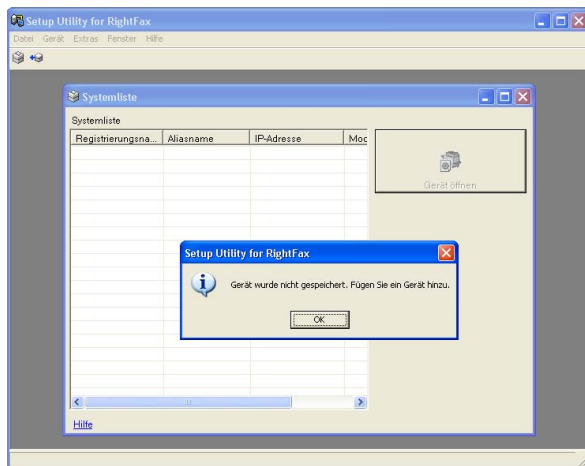 Setup Utility for RightFax
Datei Gerät Extras Fenster Hilfe
Systemliste
Systemliste
Registrierungsna... Aliasname IP-Adresse Mod
Gerät öffnen
Setup Utility for RightFax
Gerät wurde nicht gespeichert. Fügen Sie ein Gerät hinzu.
OK
Hilfe